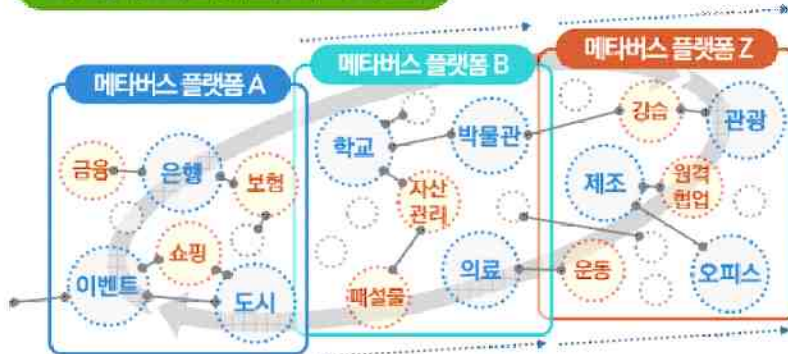 메타버스 플랫폼 A
메타버스 플랫폼 B
메타버스 플랫폼 Z
금융
은행
보험
쇼핑
이벤트
도시
학교
박물관
자산
관리
의료
패설물
강습
관광
제조
원격
협업
운동
오피스